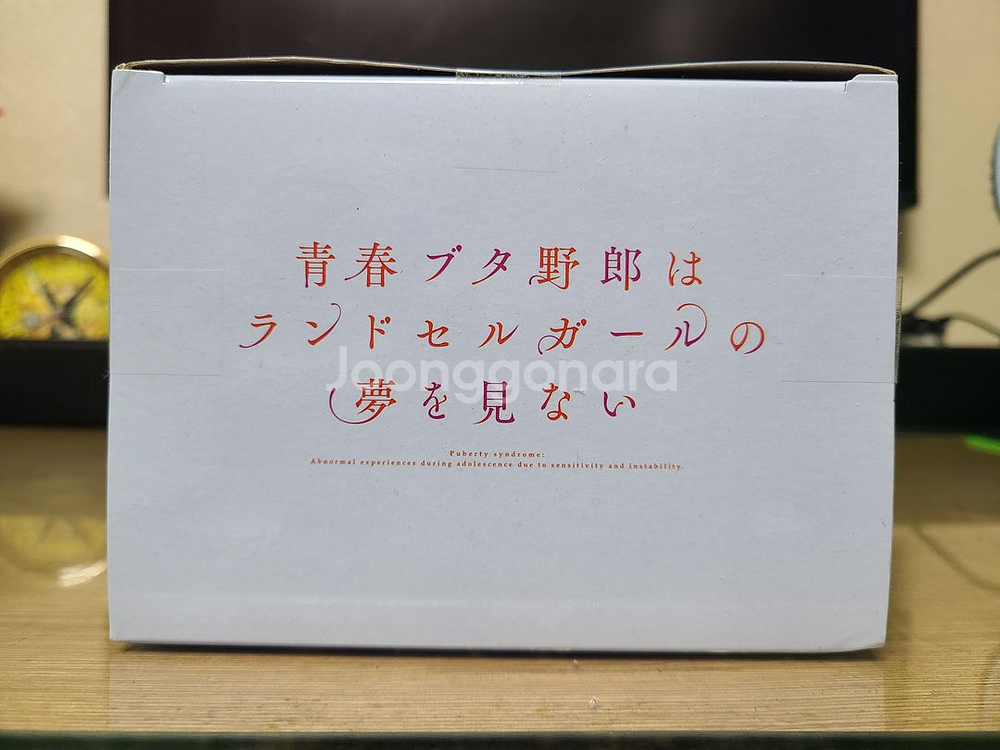 青春ブタ野郎は
ランドセルガールの
Joonggonara
夢を見ない
Puberty syndrome:
Abnormal experiences during adolescence due to sensitivity and instability.